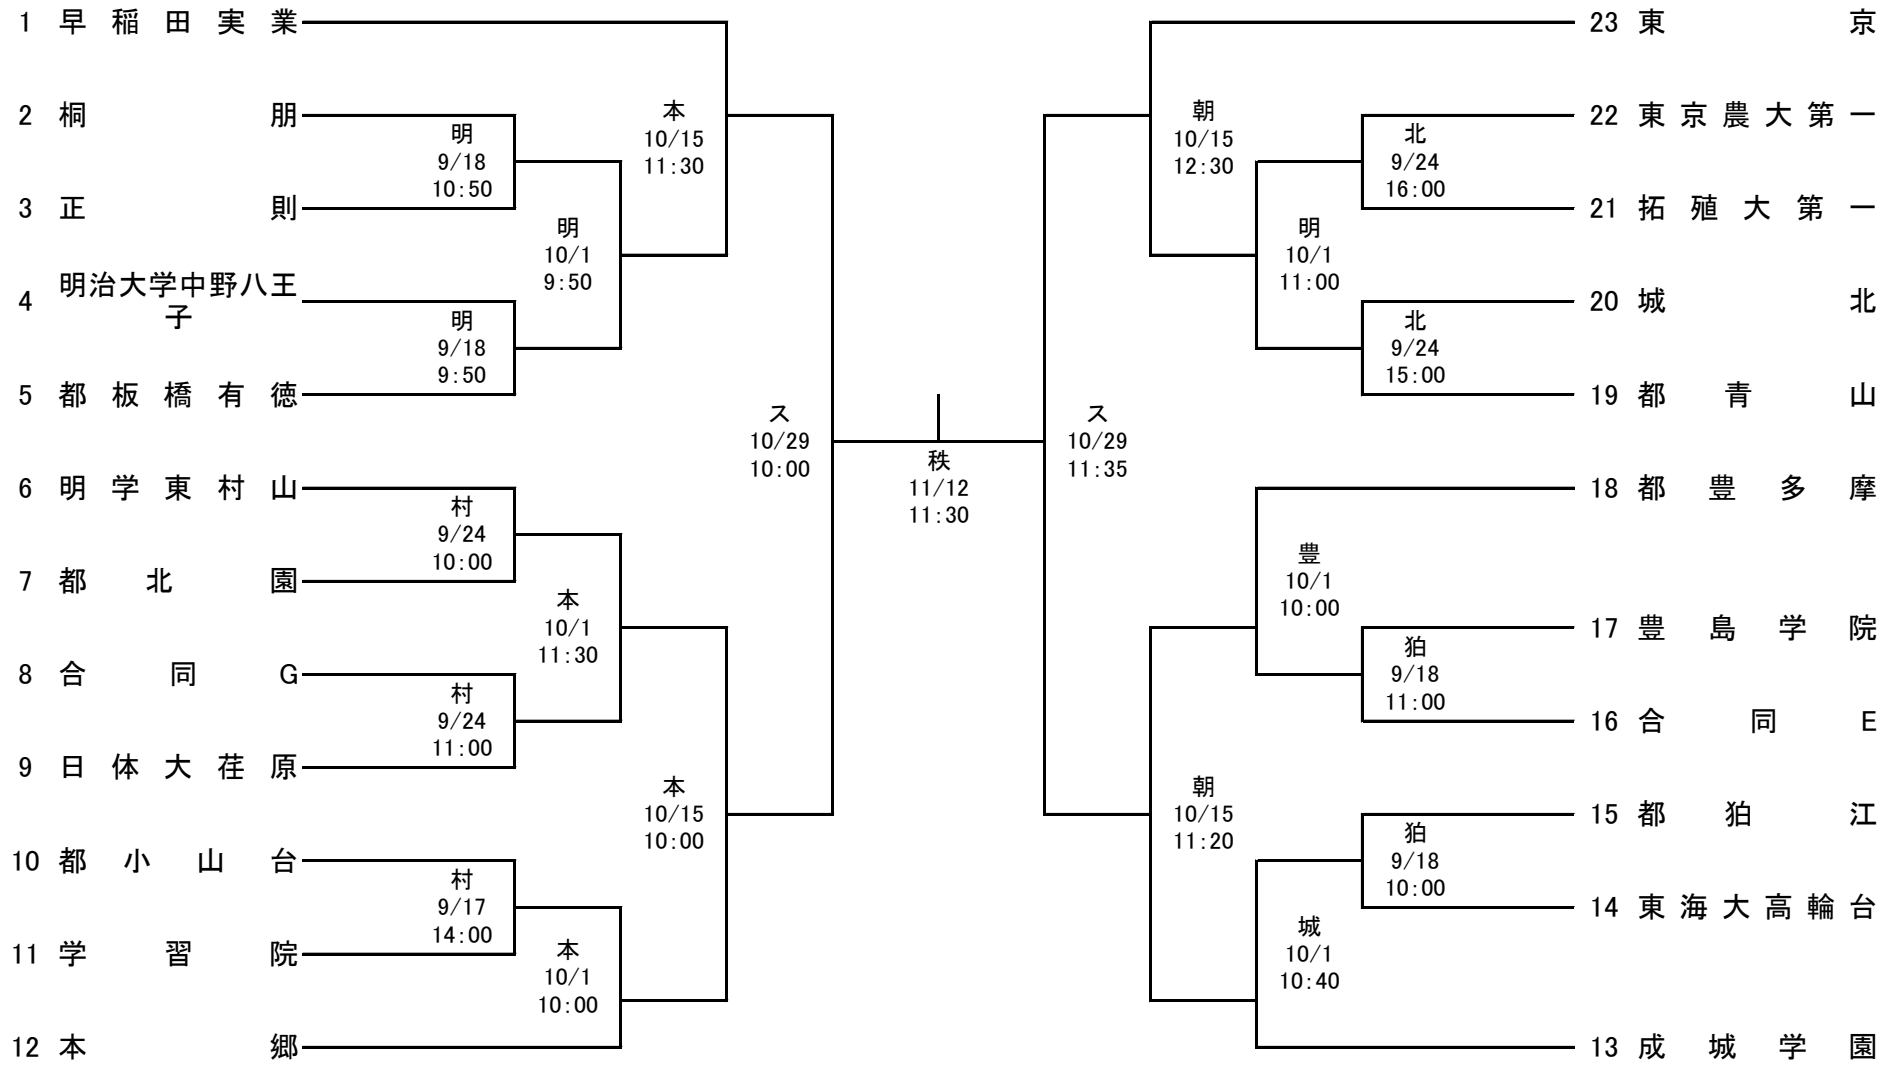 1 早稲田実業
2 桐朋
明
9/18
10:50
3 正則
明
10/1
9:50
4 明治大学中野八王
子
明
9/18
9:50
5 都板橋有徳
本
10/15
11:30
6 明学東村山
村
9/24
10:00
7 都北園
本
10/1
11:30
8 合同G
村
9/24
11:00
9 日体大荏原
本
10/15
10:00
10 都小山台
村
9/17
14:00
11 学習院
本
10/1
10:00
12 本郷
ス
10/29
10:00
秩
11/12
11:30
ス
10/29
11:35
23 東京
朝
10/15
12:30
22 東京農大第一
北
9/24
16:00
21 拓殖大第一
明
10/1
11:00
20 城北
北
9/24
15:00
19 都青山
18 都豊多摩
豊
10/1
10:00
17 豊島学院
狛
9/18
11:00
16 合同E
朝
10/15
11:20
15 都狛江
狛
9/18
10:00
14 東海大高輪台
城
10/1
10:40
13 成城学園